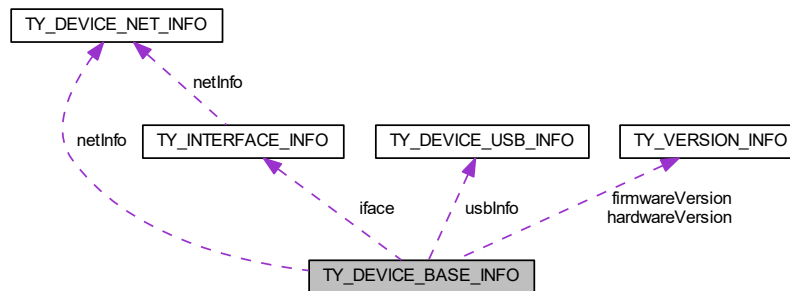 TY_DEVICE_NET_INFO
netInfo
netInfo
TY_INTERFACE_INFO
TY_DEVICE_USB_INFO
TY_VERSION_INFO
iface
usbInfo
firmwareVersion
hardwareVersion
TY_DEVICE_BASE_INFO